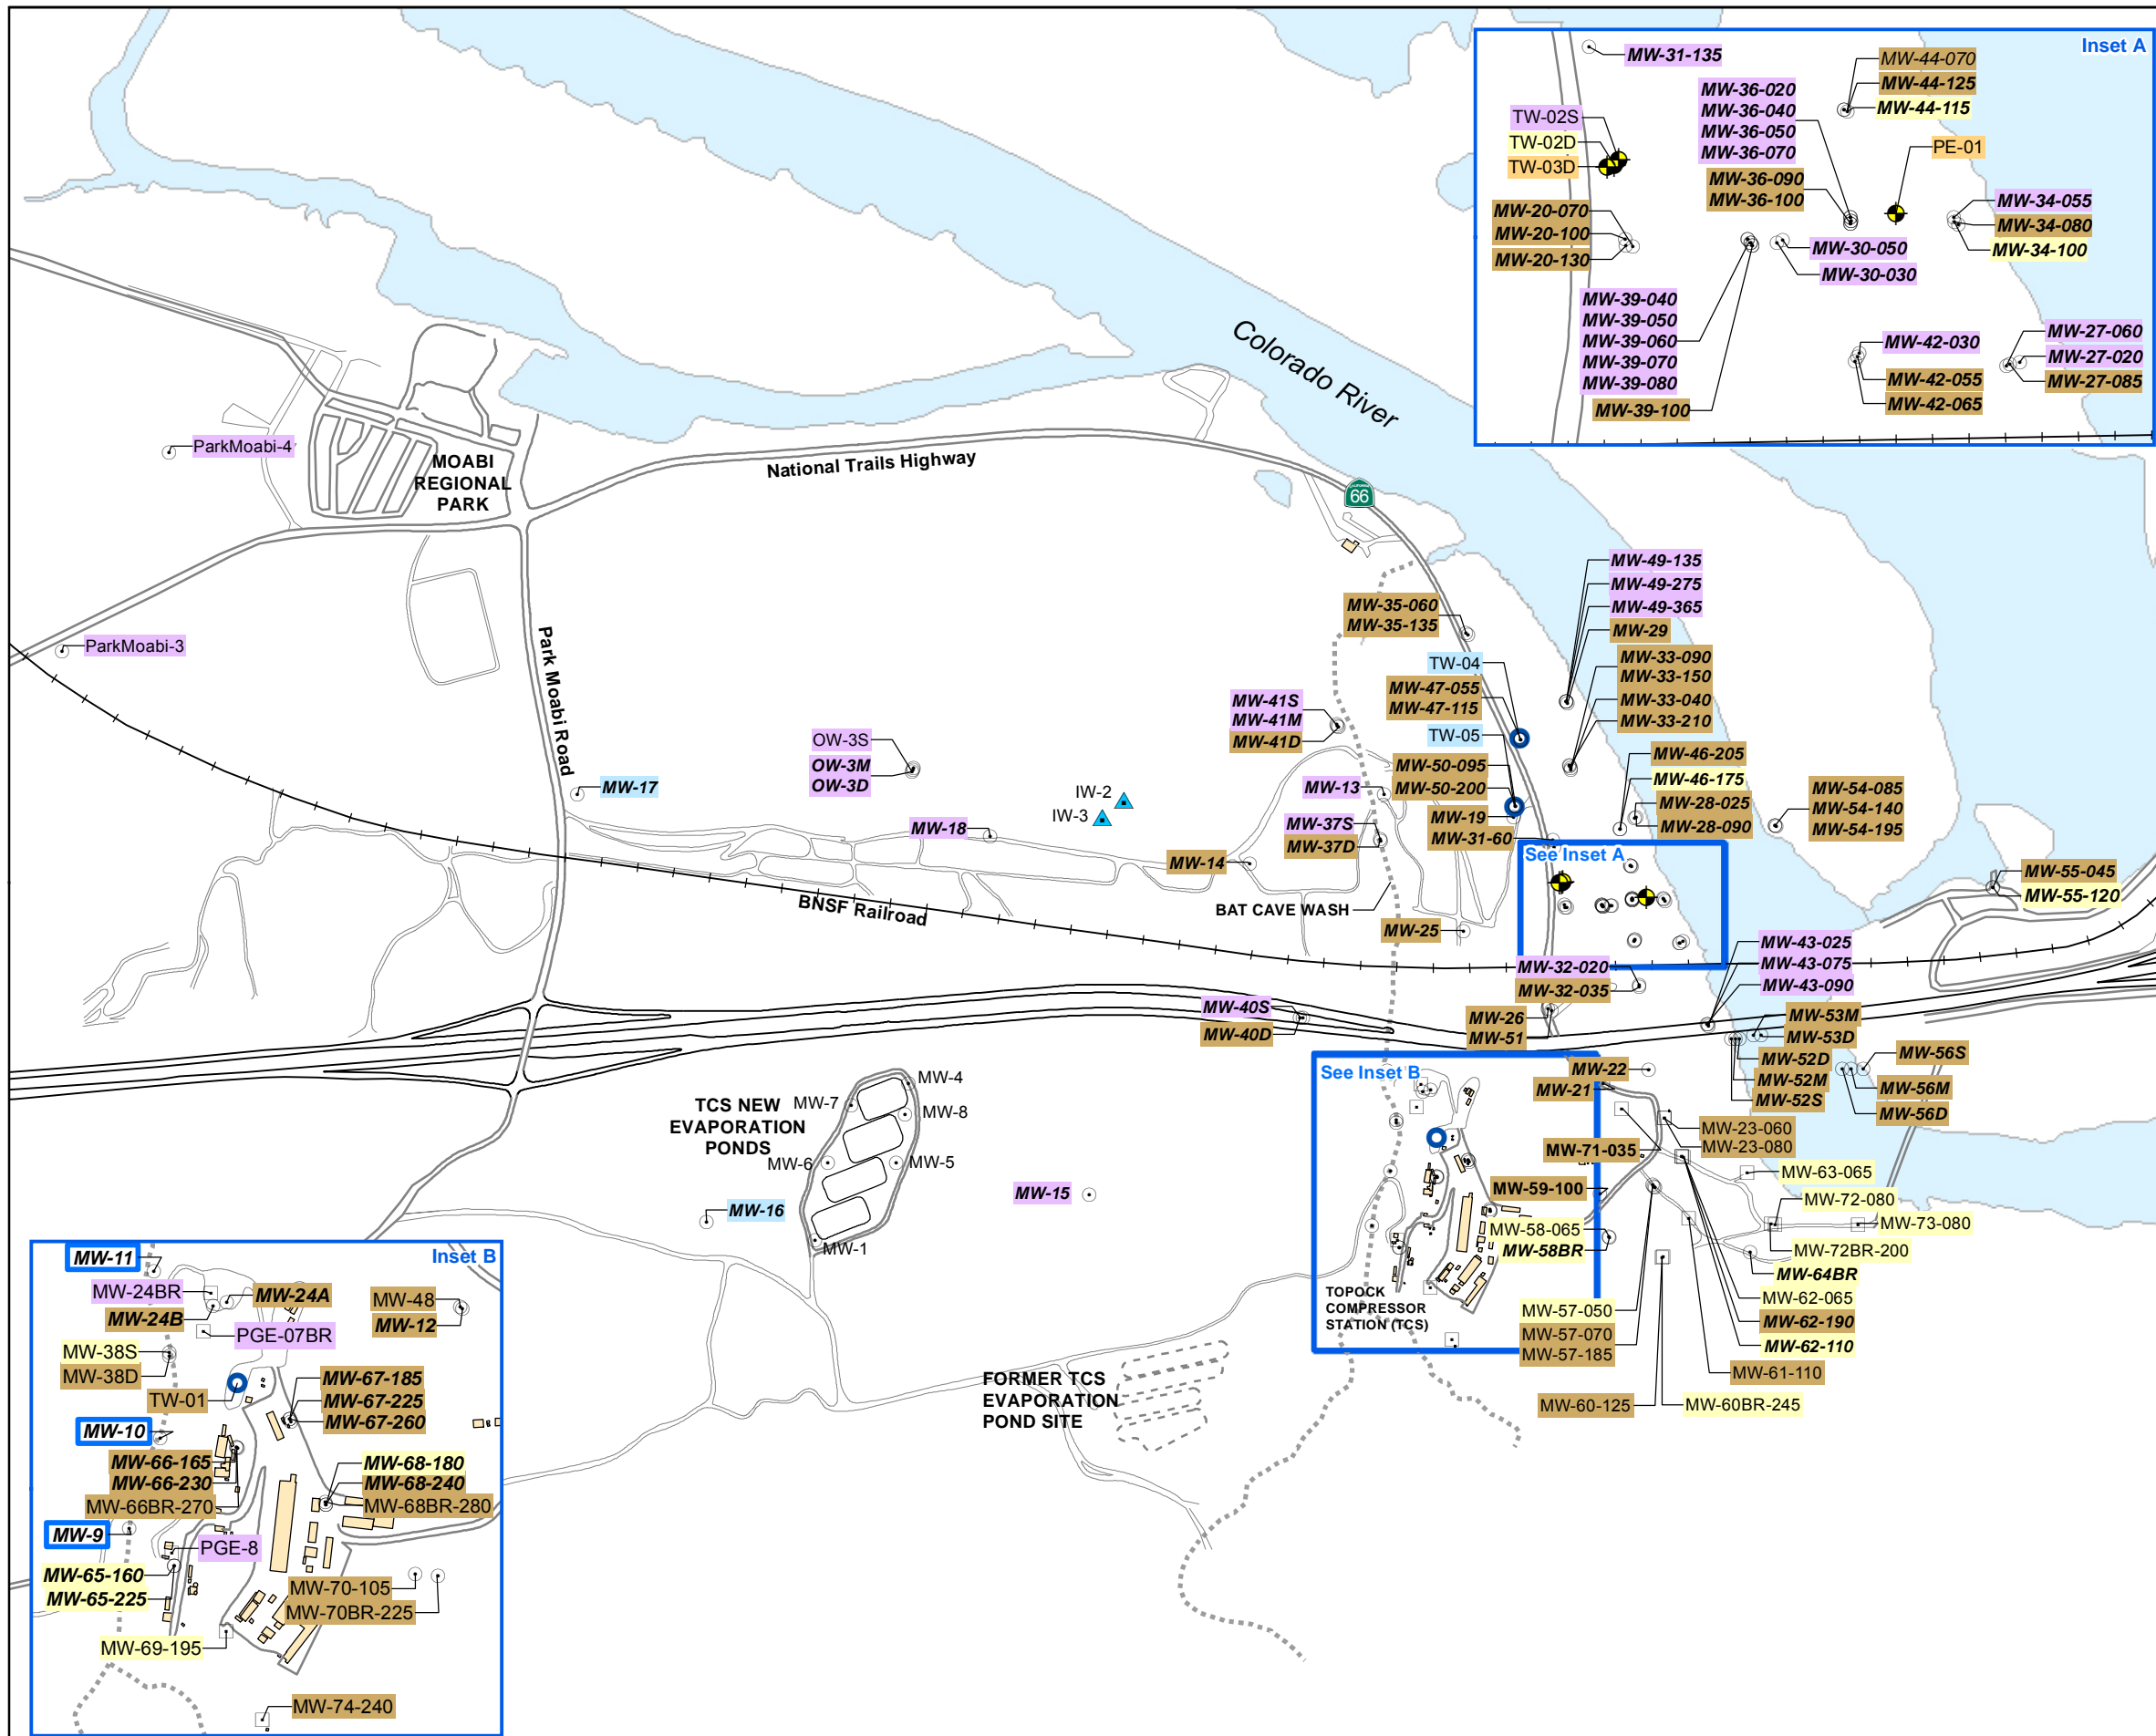 Inset A
MW-31-135
MW-44-070
MW-44-125
MW-44-115
MW-36-020
MW-36-040
MW-36-050
MW-36-070
TW-02S
TW-02D
TW-03D
PE-01
MW-36-090
MW-36-100
MW-20-070
MW-20-100
MW-20-130
MW-34-055
MW-34-080
MW-34-100
MW-30-050
MW-30-030
MW-39-040
MW-39-050
MW-39-060
MW-39-070
MW-39-080
MW-39-100
MW-42-030
MW-42-055
MW-42-065
MW-27-060
MW-27-020
MW-27-085
Colorado River
National Trails Highway
CALIFORNIA
66
ParkMoabi-4
MOABI
REGIONAL
PARK
ParkMoabi-3
Park Moabi Road
MW-49-135
MW-49-275
MW-49-365
MW-29
MW-33-090
MW-33-150
MW-33-040
MW-33-210
MW-35-060
MW-35-135
TW-04
MW-47-055
MW-47-115
TW-05
MW-50-095
MW-50-200
MW-19
MW-31-60
MW-41S
MW-41M
MW-41D
OW-3S
OW-3M
OW-3D
MW-17
IW-2
IW-3
MW-13
MW-18
MW-37S
MW-37D
MW-14
MW-46-205
MW-46-175
MW-28-025
MW-28-090
MW-54-085
MW-54-140
MW-54-195
See Inset A
MW-55-045
MW-55-120
BNSF Railroad
BAT CAVE WASH
MW-25
MW-43-025
MW-43-075
MW-43-090
MW-32-020
MW-32-035
MW-40S
MW-40D
MW-26
MW-51
MW-53M
MW-53D
MW-52D
MW-52M
MW-52S
MW-56S
MW-56M
MW-56D
See Inset B
MW-22
MW-21
MW-4
MW-7
MW-8
TCS NEW
EVAPORATION
PONDS
MW-6
MW-5
MW-1
MW-15
MW-16
MW-23-060
MW-23-080
MW-71-035
MW-63-065
MW-59-100
MW-72-080
MW-58-065
MW-73-080
MW-58BR
MW-72BR-200
MW-64BR
MW-62-065
MW-62-190
MW-62-110
TOPOCK
COMPRESSOR
STATION (TCS)
MW-57-050
MW-57-070
MW-57-185
MW-61-110
MW-60-125
MW-60BR-245
FORMER TCS
EVAPORATION
POND SITE
Inset B
MW-11
MW-24BR
MW-24A
MW-24B
MW-48
MW-12
PGE-07BR
MW-38S
MW-38D
TW-01
MW-67-185
MW-67-225
MW-67-260
MW-10
MW-66-165
MW-66-230
MW-66BR-270
MW-68-180
MW-68-240
MW-68BR-280
MW-9
PGE-8
MW-65-160
MW-65-225
MW-70-105
MW-70BR-225
MW-69-195
MW-74-240